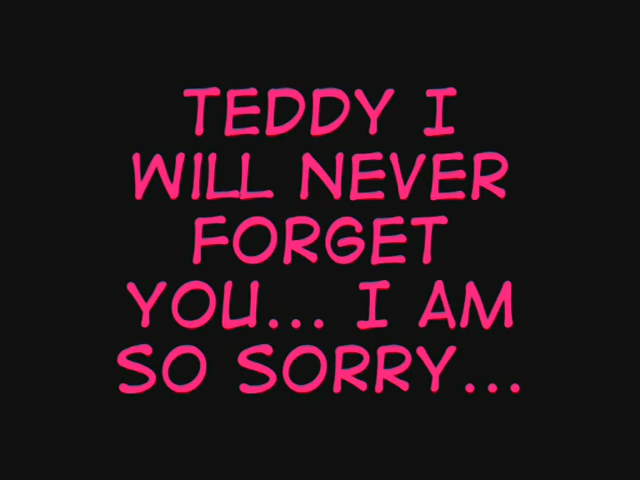 TEDDY I
WILL NEVER
FORGET
YOU... I AM
SO SORRY...